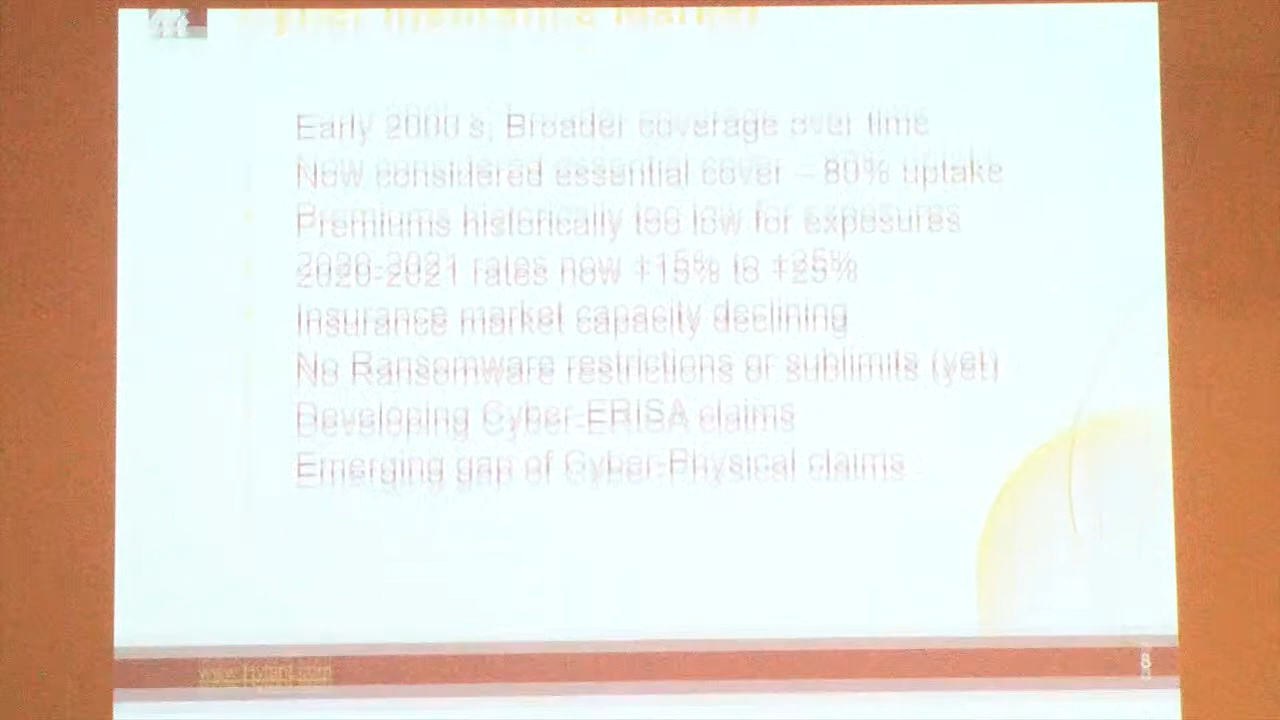 Cyber Insurance Market
Early 2000's, Broader coverage over time
Now considered essential cover – 80% uptake
Premiums historically too low for exposures
2020-2021 rates now +15% to +25%
Insurance market capacity declining
No Ransomware restrictions or sublimits (yet)
Developing Cyber-ERISA claims
Emerging gap of Cyber-Physical claims
8